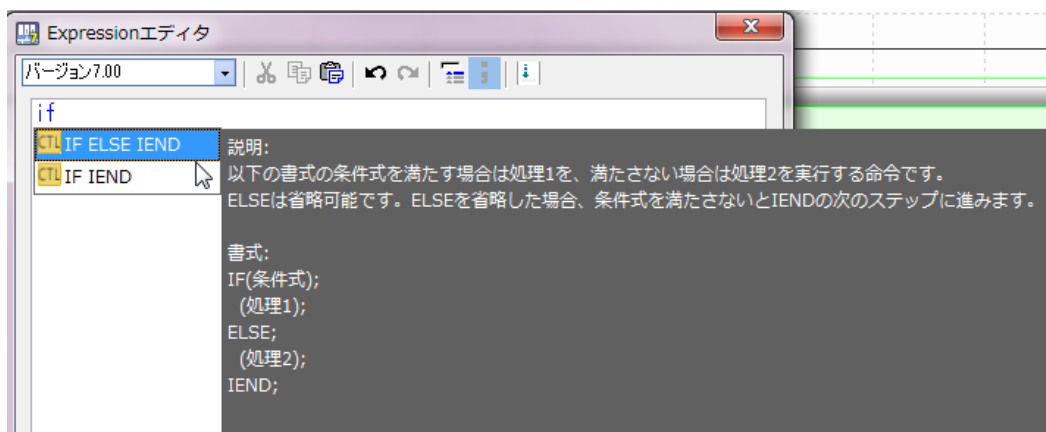 Expressionエディタ
バージョン7.00
if
CTL IF ELSE IEND
CTL IF IEND
説明:
以下の書式の条件式を満たす場合は処理1を、満たさない場合は処理2を実行する命令です。
ELSEは省略可能です。ELSEを省略した場合、条件式を満たさないとIENDの次のステップに進みます。
書式:
IF(条件式);
(処理1);
ELSE;
(処理2);
IEND;